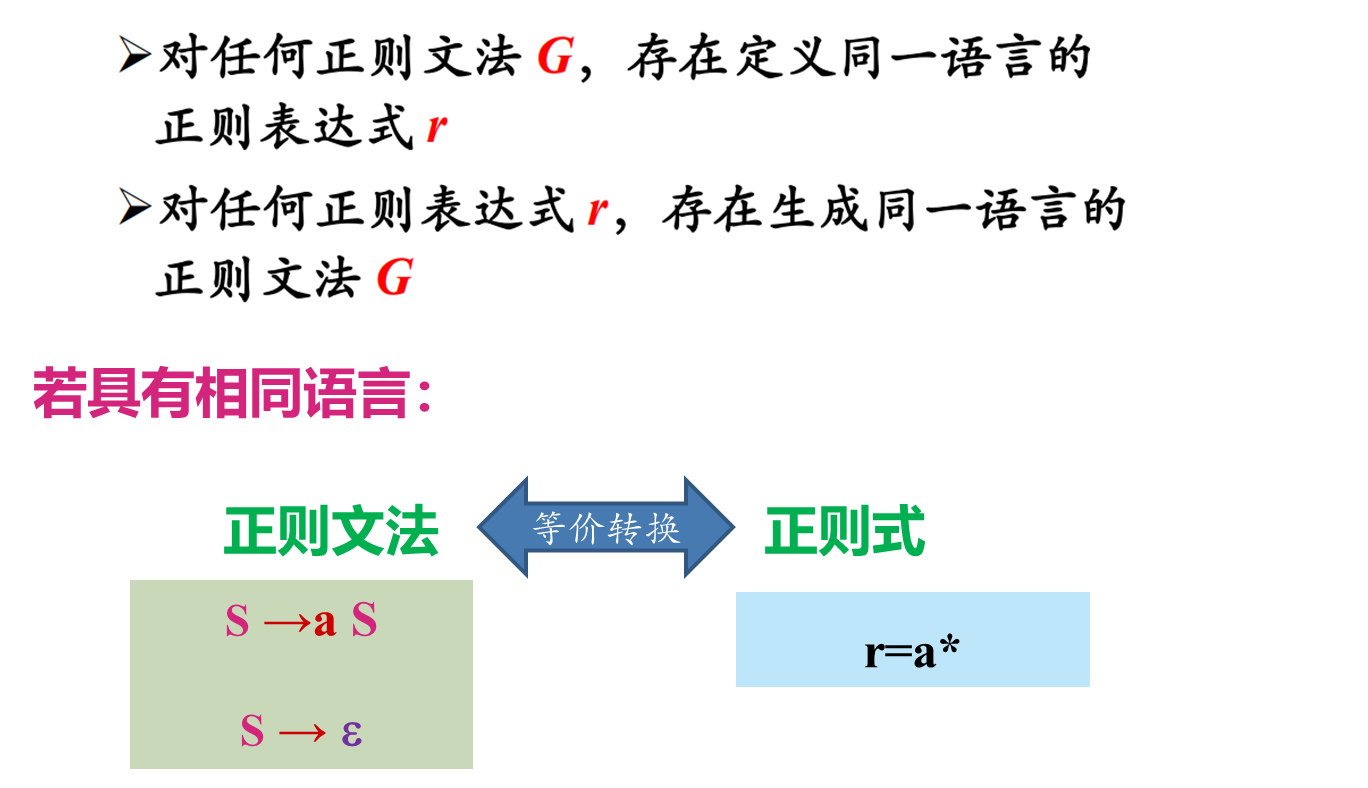 ➢对任何正则文法 G，存在定义同一语言的
正则表达式 r
➢对任何正则表达式 r，存在生成同一语言的
正则文法 G
若具有相同语言：
正则文法
等价转换
正则式
S →a S
S → ε
r=a*